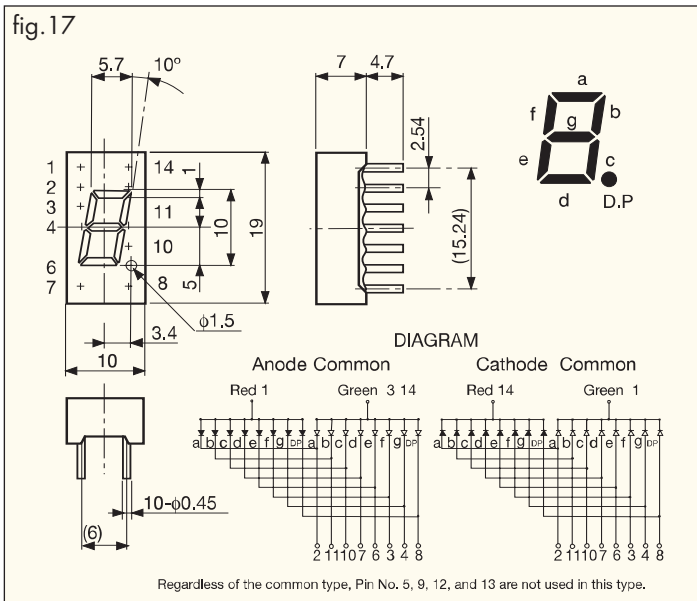 fig.17
5.7 10°
7 4.7
a
f b
g
e c
d D.P
2.54
1 14
2
3 11
4
10
6 8
7
1
10
5
19
(15.24)
φ1.5
3.4
10
DIAGRAM
Anode Common Cathode Common
Red 1 Green 3 14 Red 14 Green 1
a b c d e f g DP a b c d e f g DP a b c d e f g DP a b c d e f g DP
2 11 10 7 6 3 4 8 2 11 10 7 6 3 4 8
10-φ0.45
(6)
Regardless of the common type, Pin No. 5, 9, 12, and 13 are not used in this type.